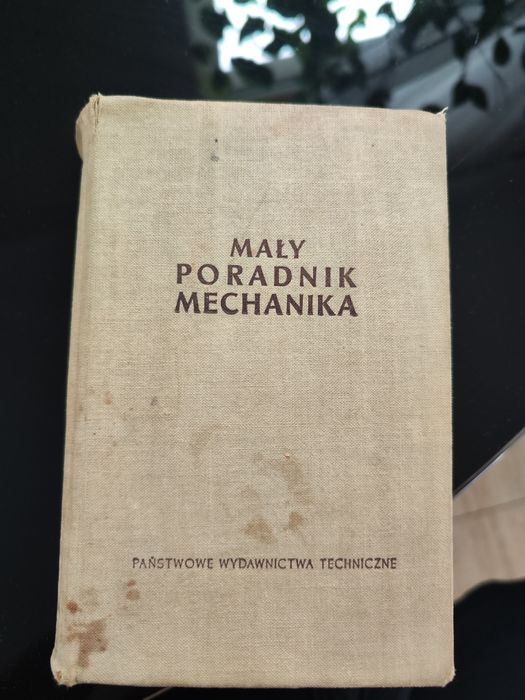 MAŁY
PORADNIK
MECHANIKA
PAŃSTWOWE WYDAWNICTWA TECHNICZNE